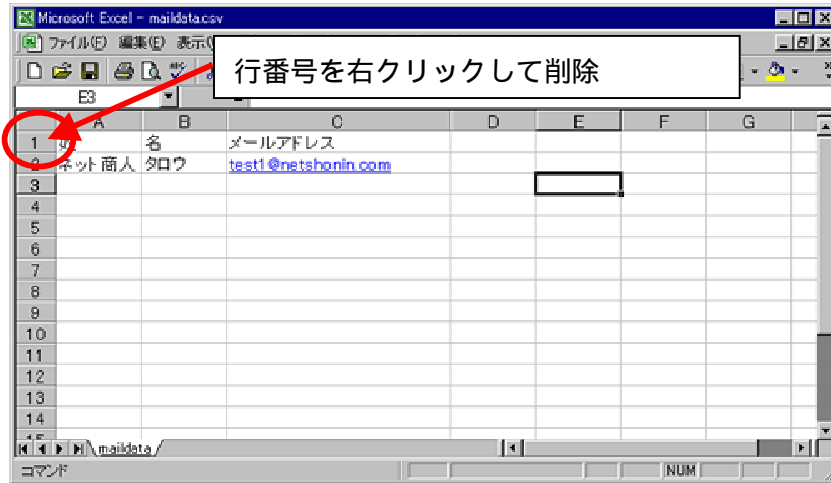 Microsoft Excel - maildata.csv
ファイル(F) 編集(E) 表示(
行番号を右クリックして削除
E3
A B C D E F G
1 姓 名 メールアドレス
2 ネット商人 タロウ test1@netshonin.com
3
4
5
6
7
8
9
10
11
12
13
14
15
maildata
コマンド NUM